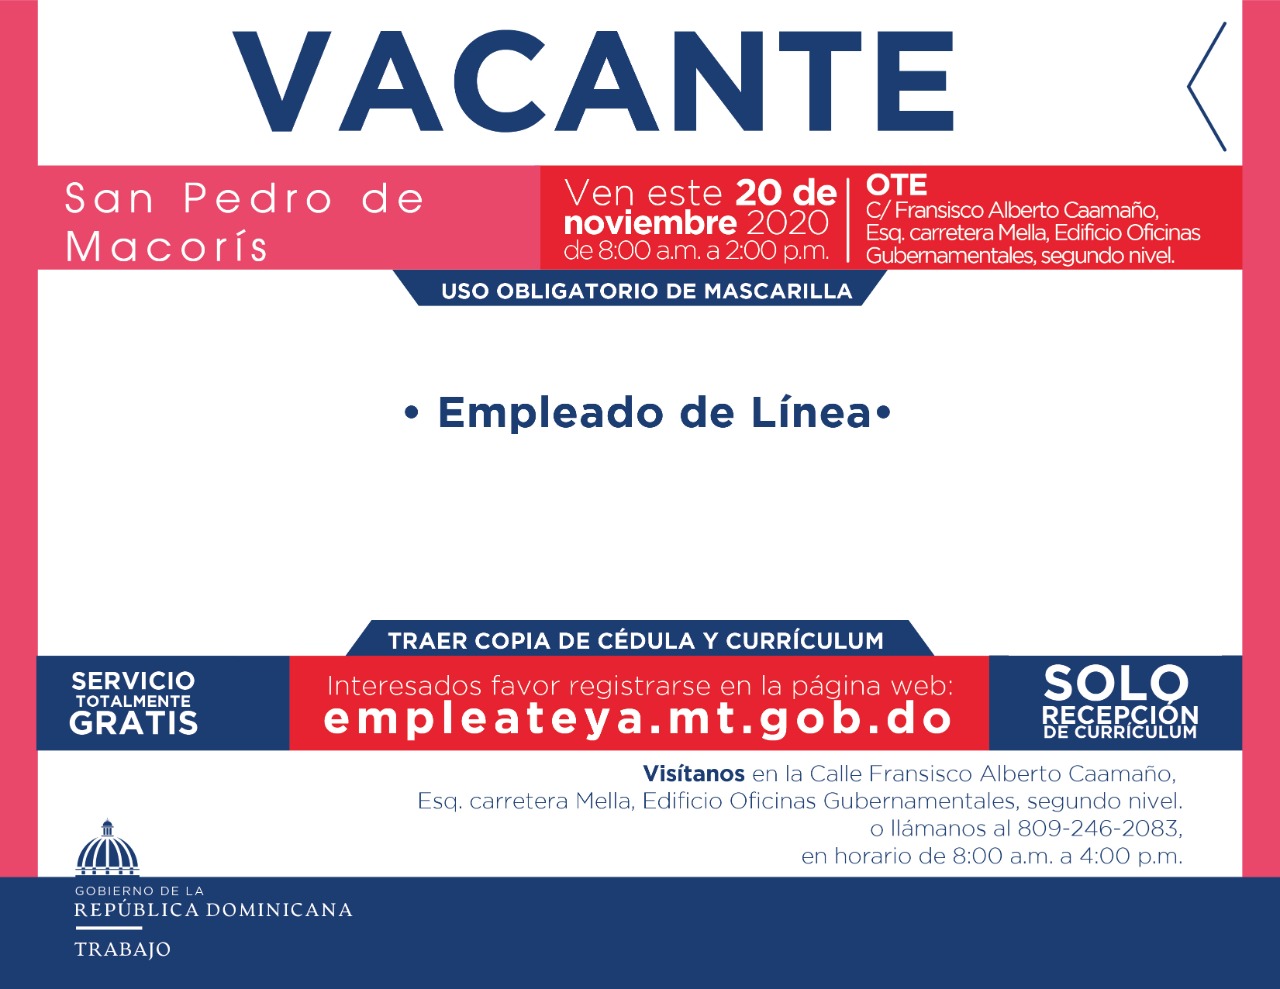 VACANTE
San Pedro de
Macorís
Ven este 20 de
noviembre 2020
de 8:00 a.m. a 2:00 p.m.
OTE
C/ Fransisco Alberto Caamaño,
Esq. carretera Mella, Edificio Oficinas
Gubernamentales, segundo nivel.
USO OBLIGATORIO DE MASCARILLA
• Empleado de Línea•
TRAER COPIA DE CÉDULA Y CURRÍCULUM
SERVICIO
TOTALMENTE
GRATIS
Interesados favor registrarse en la página web:
empleateya.mt.gob.do
SOLO
RECEPCIÓN
DE CURRÍCULUM
Visítanos en la Calle Fransisco Alberto Caamaño,
Esq. carretera Mella, Edificio Oficinas Gubernamentales, segundo nivel.
o llámanos al 809-246-2083,
en horario de 8:00 a.m. a 4:00 p.m.
GOBIERNO DE LA
REPÚBLICA DOMINICANA
TRABAJO